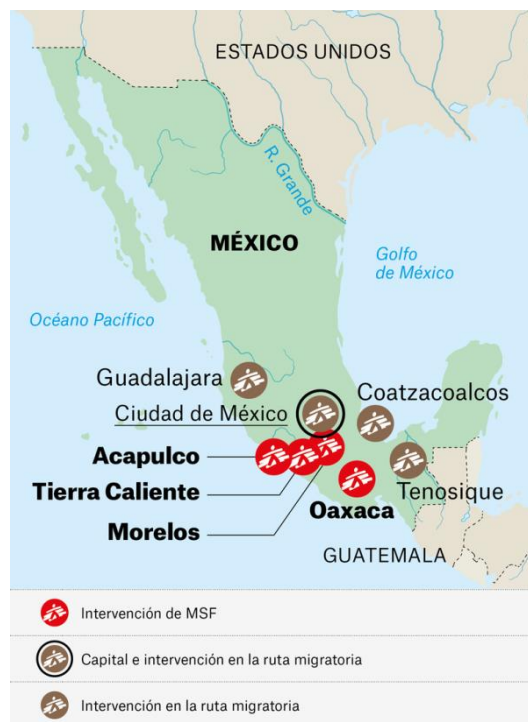 ESTADOS UNIDOS
R. Grande
MÉXICO
Golfo
de México
Océano Pacífico
Guadalajara
Coatzacoalcos
Ciudad de México
Acapulco
Tierra Caliente
Tenosique
Oaxaca
Morelos
GUATEMALA
Intervención de MSF
Capital e intervención en la ruta migratoria
Intervención en la ruta migratoria